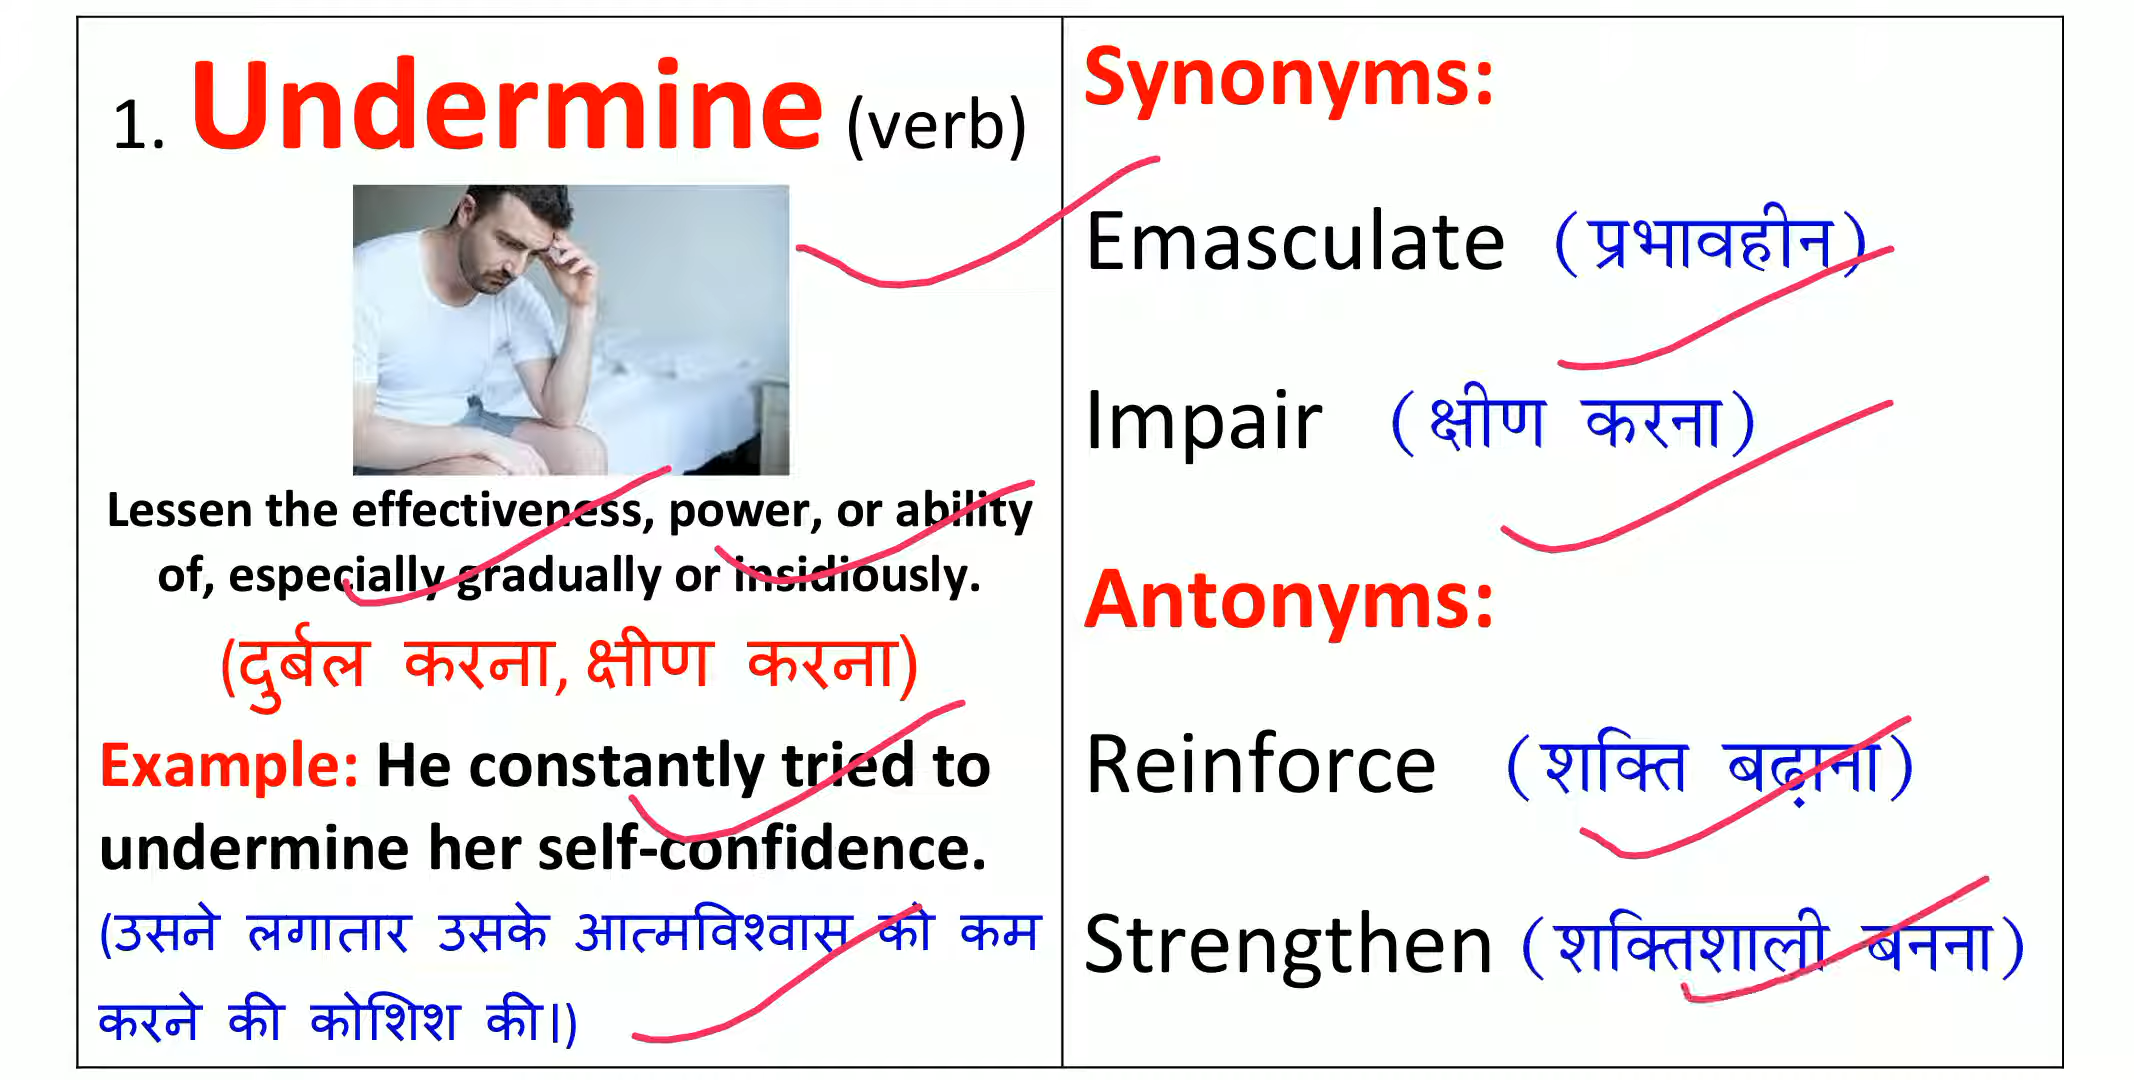 1. Undermine (verb)
Lessen the effectiveness, power, or ability
of, especially gradually or insidiously.
(दुर्बल करना, क्षीण करना)
Example: He constantly tried to
undermine her self-confidence.
(उसने लगातार उसके आत्मविश्वास को कम
करने की कोशिश की।)
Synonyms:
Emasculate (प्रभावहीन)
Impair (क्षीण करना)
Antonyms:
Reinforce (शक्ति बढ़ाना)
Strengthen (शक्तिशाली बनना)